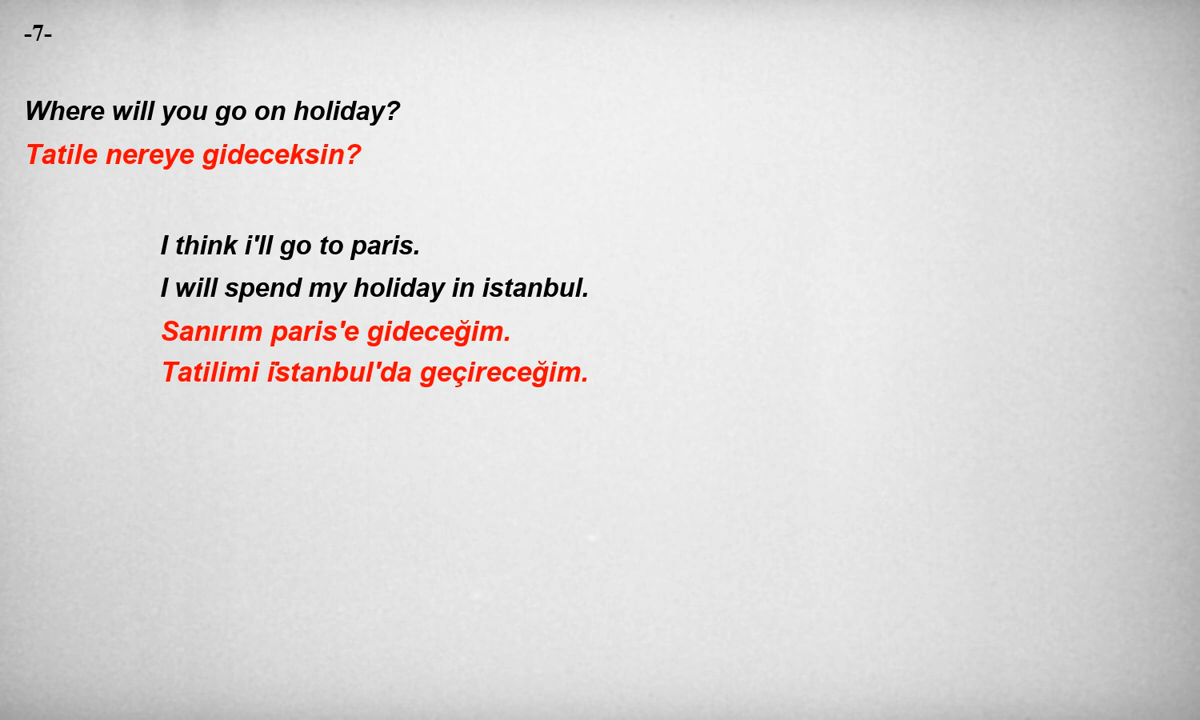 -7-
Where will you go on holiday?
Tatile nereye gideceksin?
I think i'll go to paris.
I will spend my holiday in istanbul.
Sanırım paris'e gideceğim.
Tatilimi i̇stanbul'da geçireceğim.